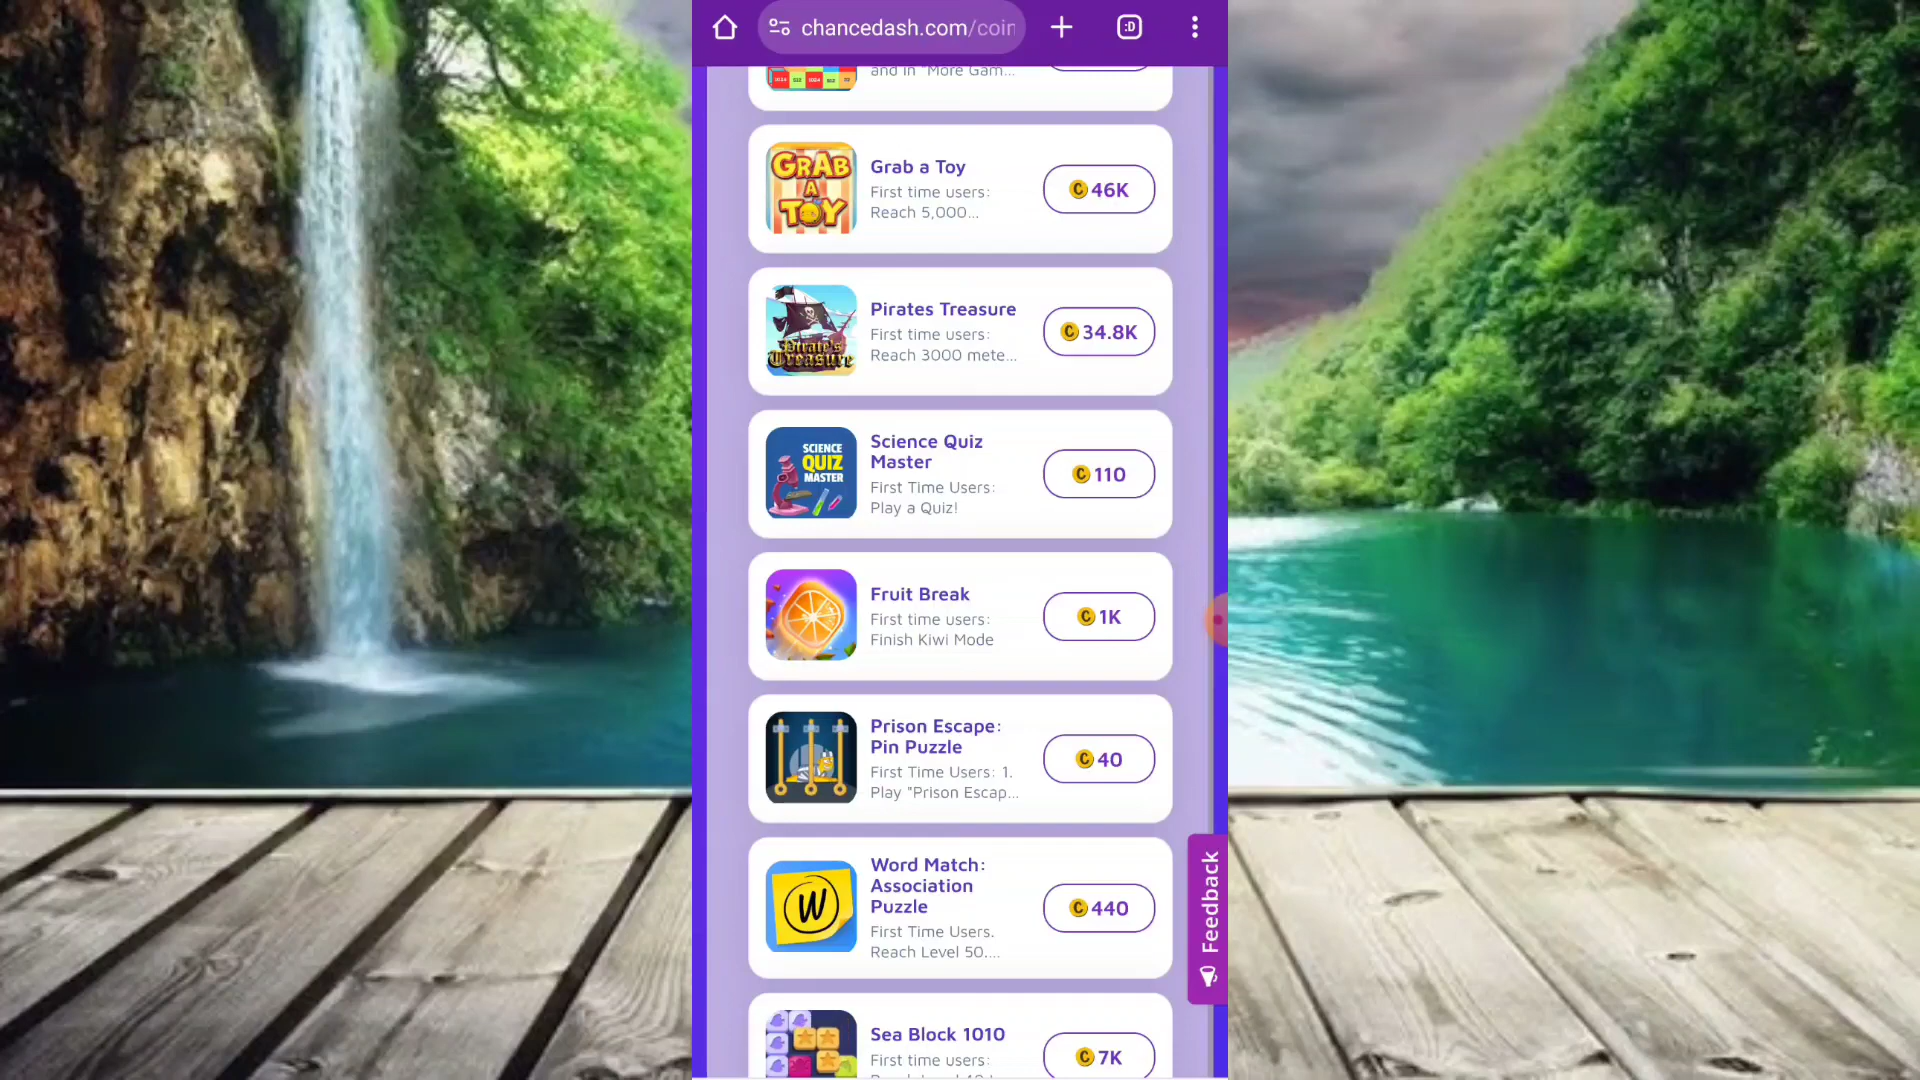 chancedash.com/coin
:D
and in "More Gam...
GRAB
A
TOY
Grab a Toy
First time users:
Reach 5,000...
46K
Pirate's
Treasure
Pirates Treasure
First time users:
Reach 3000 mete...
34.8K
SCIENCE
QUIZ
MASTER
Science Quiz
Master
First Time Users:
Play a Quiz!
110
Fruit Break
First time users:
Finish Kiwi Mode
1K
Prison Escape:
Pin Puzzle
First Time Users: 1.
Play "Prison Escap...
40
W
Word Match:
Association
Puzzle
First Time Users.
Reach Level 50....
440
Feedback
Sea Block 1010
First time users:
7K